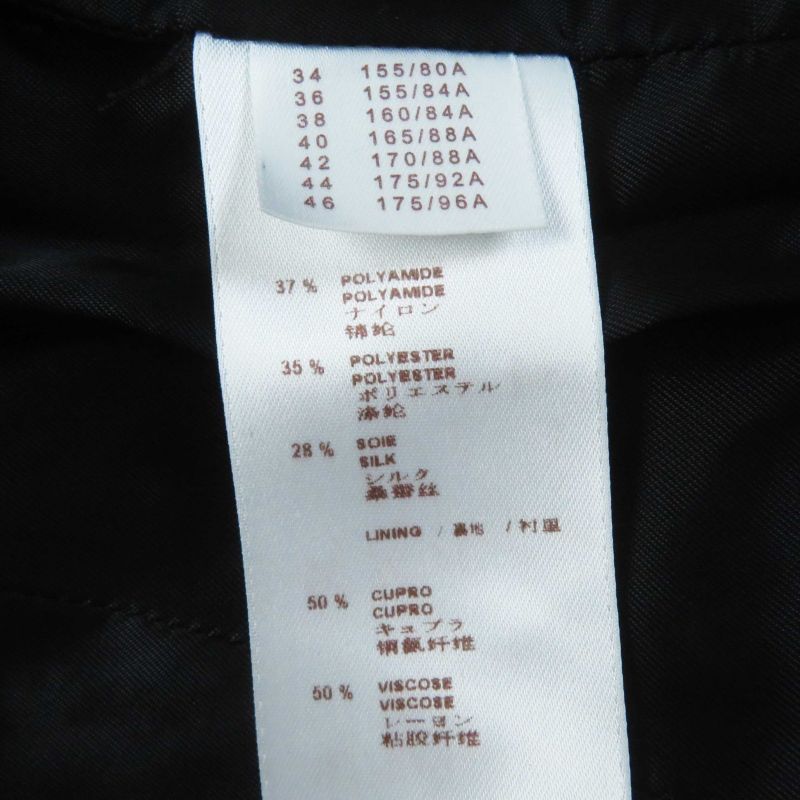 34 155/80A
36 155/84A
38 160/84A
40 165/88A
42 170/88A
44 175/92A
46 175/96A
37 % POLYAMIDE
POLYAMIDE
ナイロン
锦纶
35 % POLYESTER
POLYESTER
ポリエステル
涤纶
28 % SOIE
SILK
シルク
桑蚕丝
LINING / 裏地 / 衬里
50 % CUPRO
CUPRO
キュプラ
铜氨纤维
50 % VISCOSE
VISCOSE
レーヨン
粘胶纤维